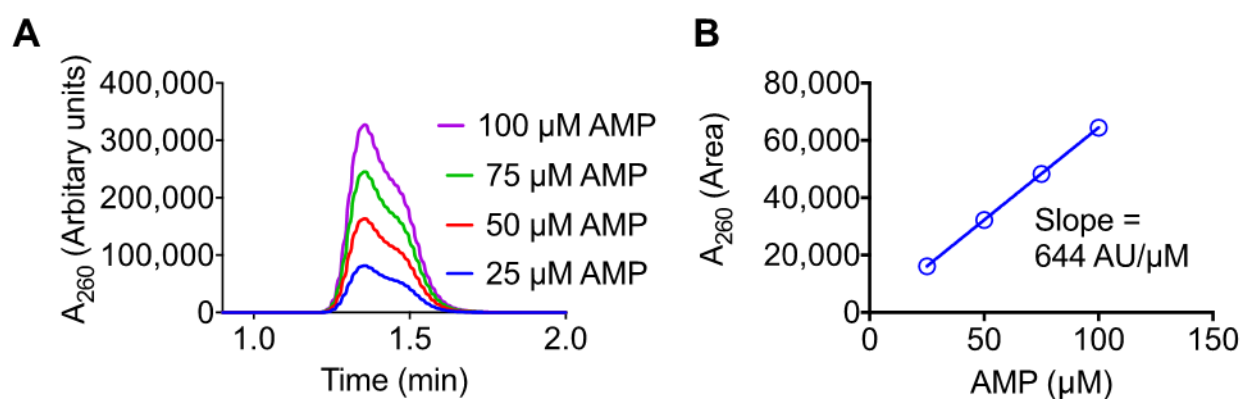 A
A260 (Arbitary units)
400,000
300,000
200,000
100,000
0
1.0
1.5
2.0
Time (min)
100 µM AMP
75 µM AMP
50 µM AMP
25 µM AMP
B
A260 (Area)
80,000
60,000
40,000
20,000
0
0
50
100
150
AMP (µM)
Slope =
644 AU/µM